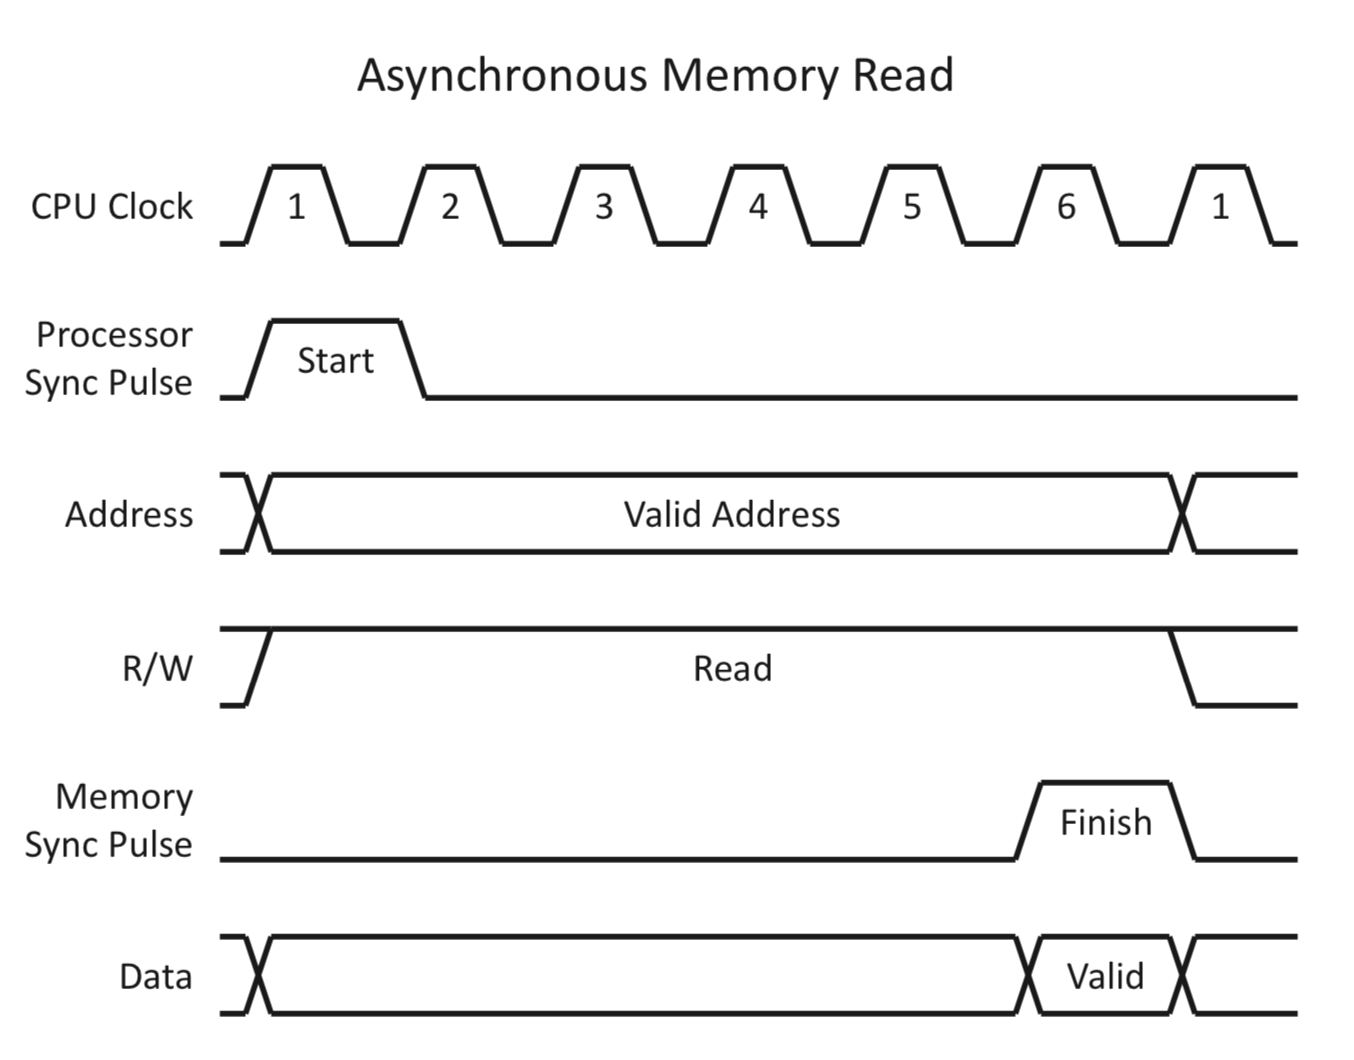 Asynchronous Memory Read
CPU Clock
1 2 3 4 5 6 1
Processor
Sync Pulse
Start
Address
Valid Address
R/W
Read
Memory
Sync Pulse
Finish
Data
Valid